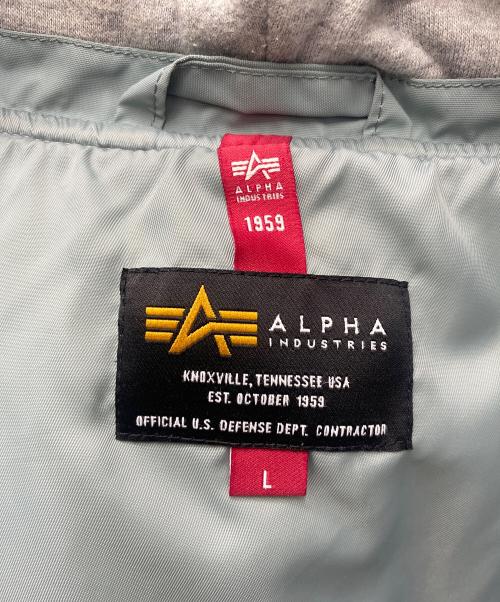 ALPHA
INDUSTRIES
1959
ALPHA
INDUSTRIES
KNOXVILLE, TENNESSEE USA
EST. OCTOBER 1959
OFFICIAL U.S. DEFENSE DEPT. CONTRACTOR
L